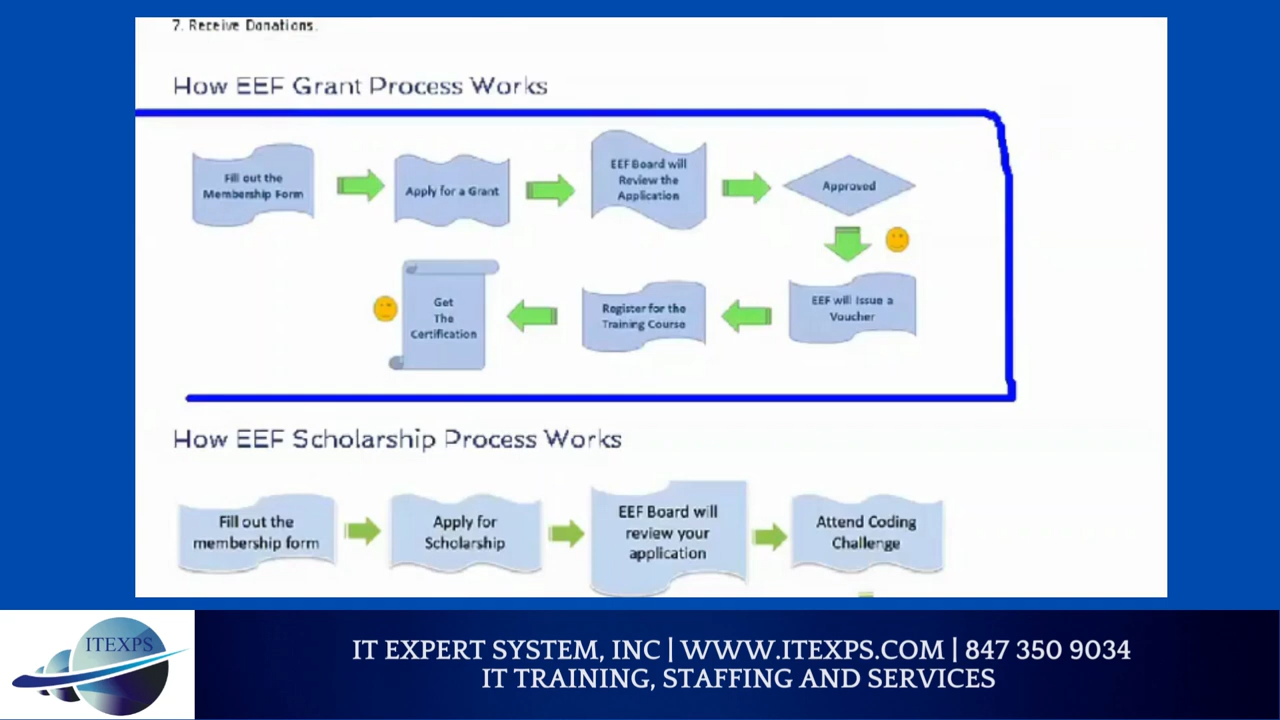 7. Receive Donations.
How EEF Grant Process Works
Fill out the
Membership Form
Apply for a Grant
EEF Board will
Review the
Application
Approved
Get
The
Certification
Register for the
Training Course
EEF will Issue a
Voucher
How EEF Scholarship Process Works
Fill out the
membership form
Apply for
Scholarship
EEF Board will
review your
application
Attend Coding
Challenge
ITEXPS
IT EXPERT SYSTEM, INC | WWW.ITEXPS.COM | 847 350 9034
IT TRAINING, STAFFING AND SERVICES